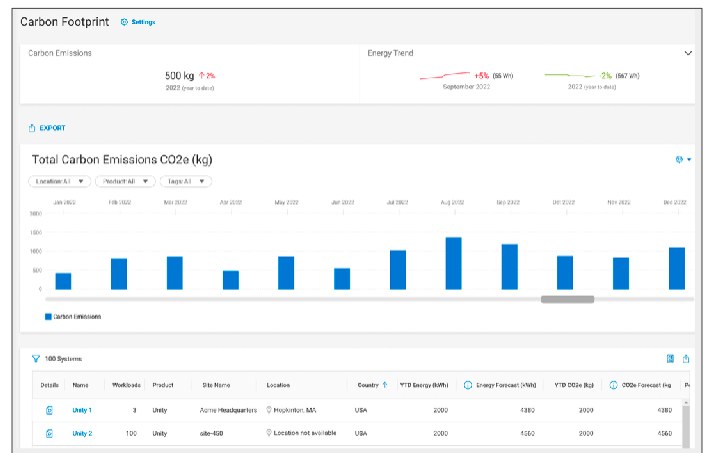 Carbon Footprint Settings
Carbon Emissions
500 kg ↑ 2%
2022 (year to date)
Energy Trend
+5% (55 Wh)
September 2022
-2% (567 Wh)
2022 (year to date)
EXPORT
Total Carbon Emissions CO2e (kg)
Location: All Product: All Tags: All
Jan 2022 Feb 2022 Mar 2022 Apr 2022 May 2022 Jun 2022 Jul 2022 Aug 2022 Sep 2022 Oct 2022 Nov 2022 Dec 2022
2000
1500
1000
500
0
Carbon Emissions
100 Systems
Details Name Workloads Product Site Name Location Country ↑ YTD Energy (kWh) Energy Forecast (kWh) YTD CO2e (kg) CO2e Forecast (kg
Unity 1 3 Unity Acme Headquarters Hopkinton, MA USA 2000 4380 2000 4380
Unity 2 100 Unity Location not available USA 2000 4560 2000 4560